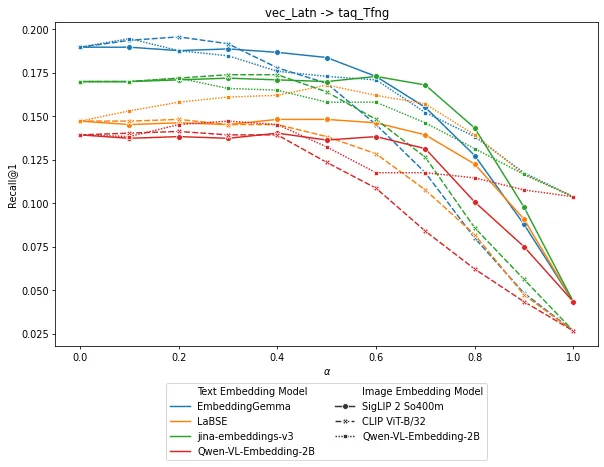 vec_Latn -> taq_Tfng
Recall@1
0.200
0.175
0.150
0.125
0.100
0.075
0.050
0.025
0.0 0.2 0.4 0.6 0.8 1.0
α
Text Embedding Model Image Embedding Model
EmbeddingGemma SigLIP 2 So400m
LaBSE CLIP ViT-B/32
jina-embeddings-v3 Qwen-VL-Embedding-2B
Qwen-VL-Embedding-2B